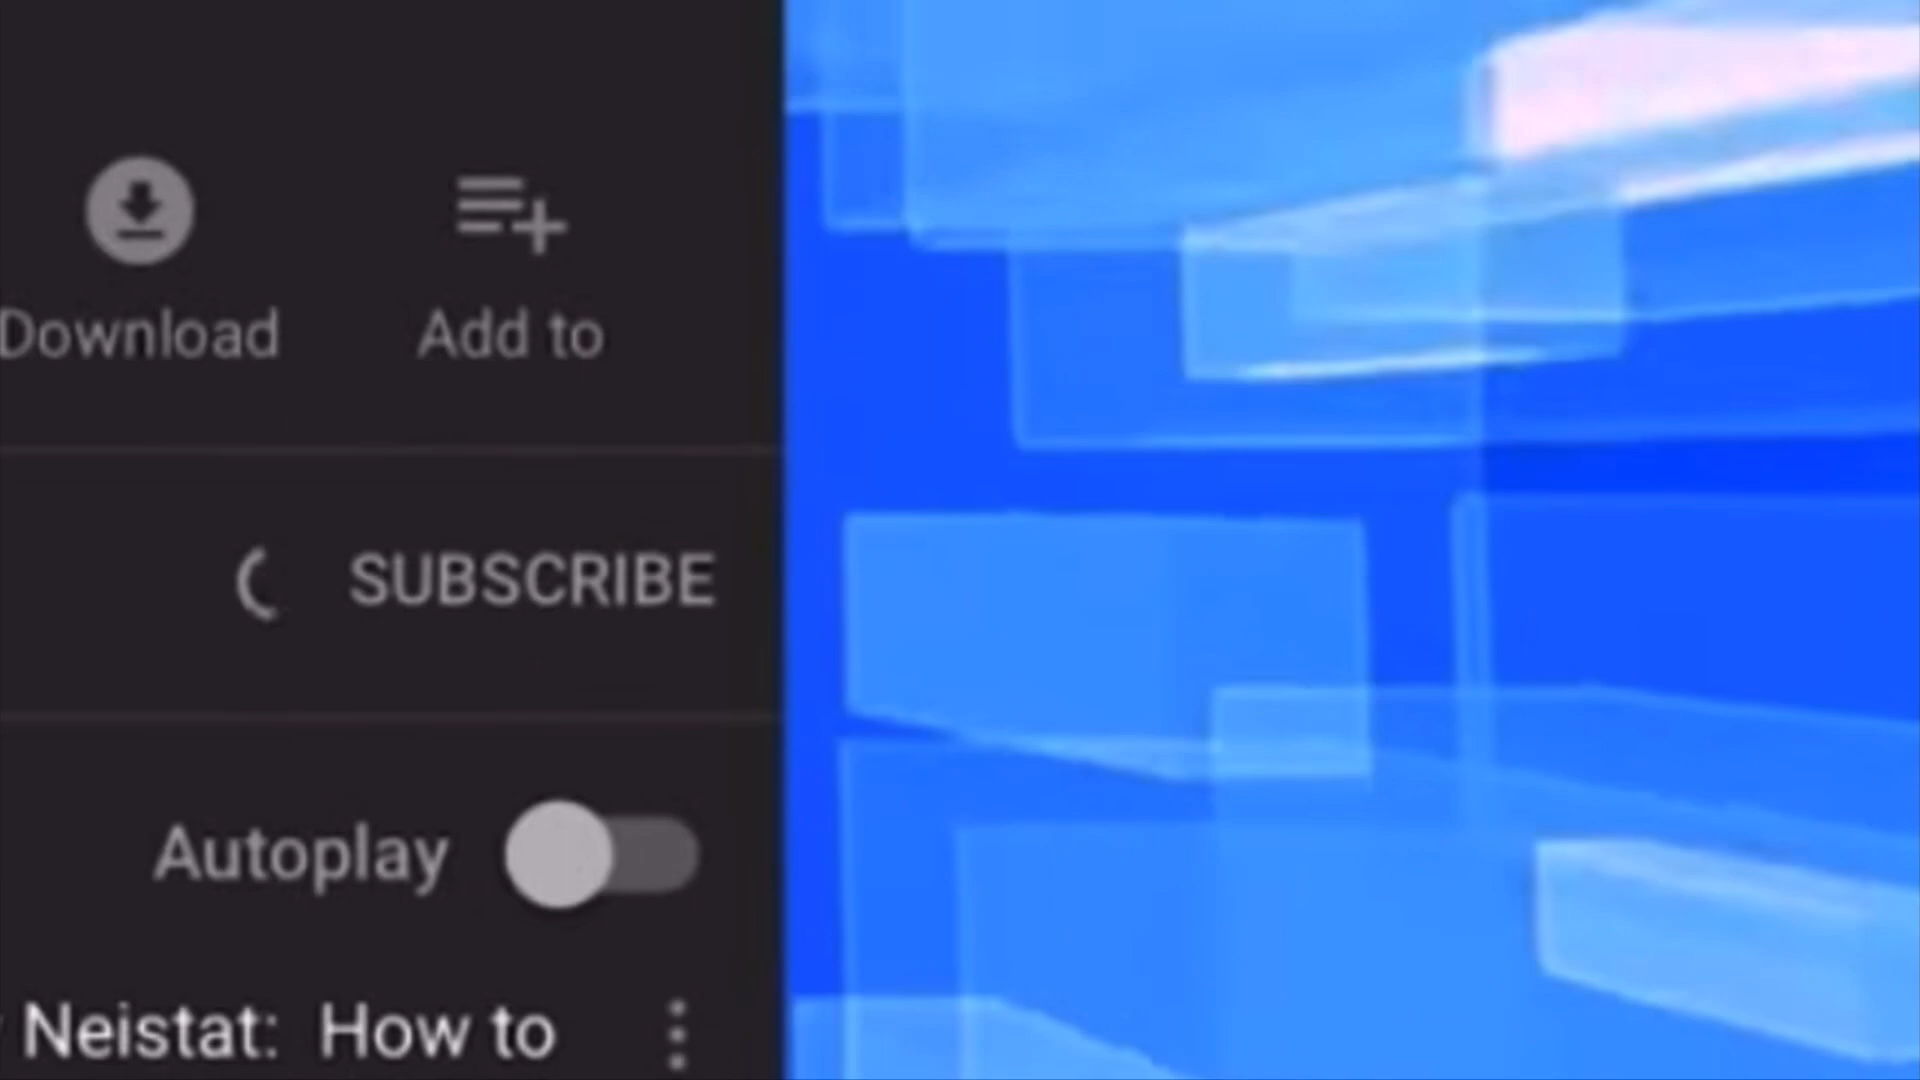 Download
Add to
SUBSCRIBE
Autoplay
Neistat: How to